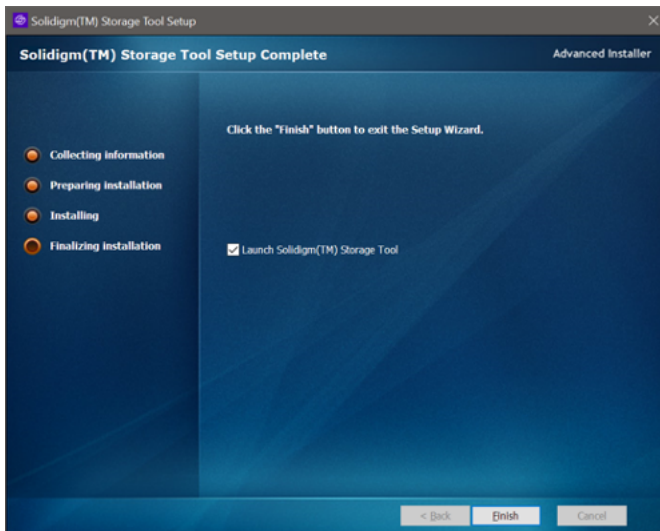 Solidigm(TM) Storage Tool Setup
Solidigm(TM) Storage Tool Setup Complete
Advanced Installer
Click the "Finish" button to exit the Setup Wizard.
Collecting information
Preparing installation
Installing
Finalizing installation
Launch Solidigm(TM) Storage Tool
< Back
Finish
Cancel